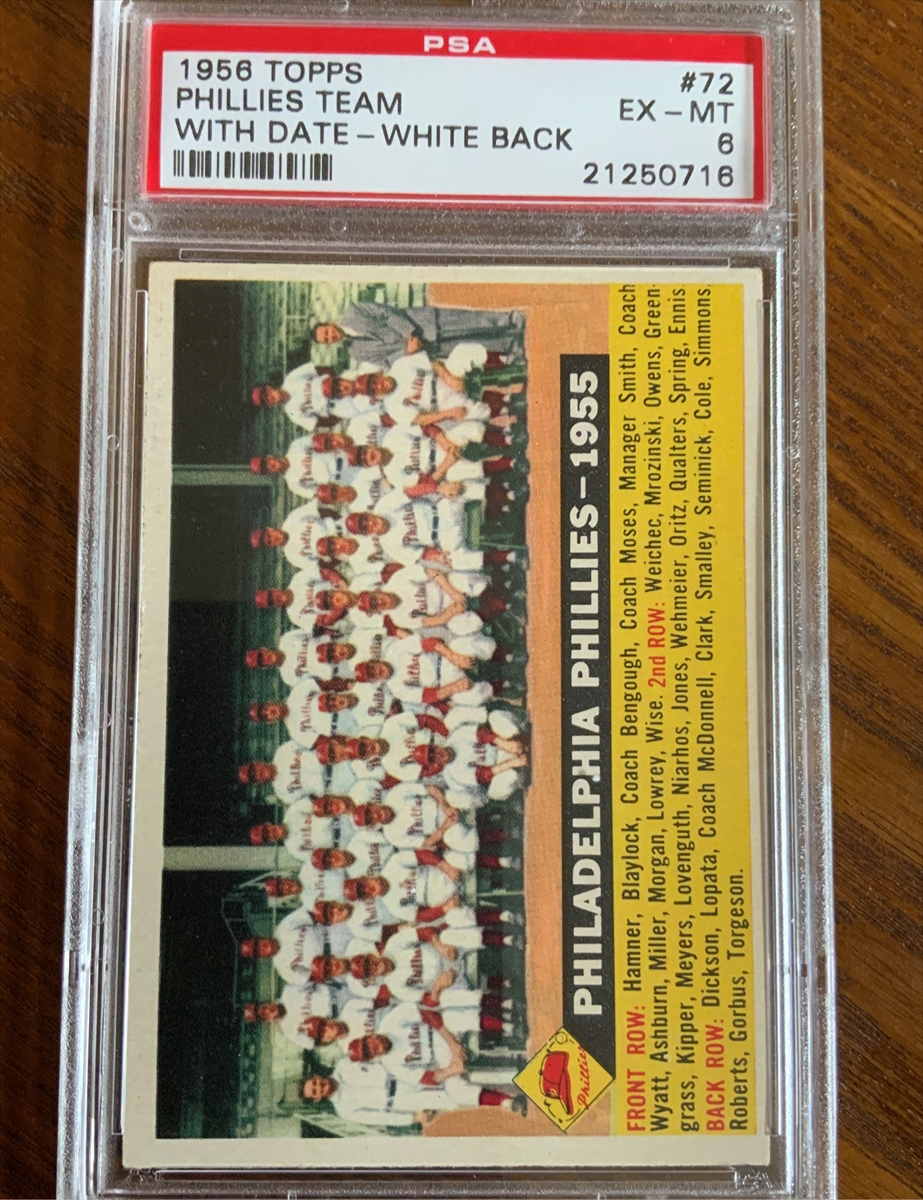 PSA
1956 TOPPS #72
PHILLIES TEAM EX - MT
WITH DATE - WHITE BACK 6
21250716
PHILADELPHIA PHILLIES-1955
Phillies
FRONT ROW: Hamner, Blaylock, Coach Bengough, Coach Moses, Manager Smith, Coach
Wyatt, Ashburn, Miller, Morgan, Lowrey, Wise. 2nd ROW: Weichec, Mrozinski, Owens, Green-
grass, Kipper, Meyers, Lovenguth, Niarhos, Jones, Wehmeier, Oritz, Qualters, Spring, Ennis
BACK ROW: Dickson, Lopata, Coach McDonnell, Clark, Smalley, Seminick, Cole, Simmons,
Roberts, Gorbus, Torgeson.